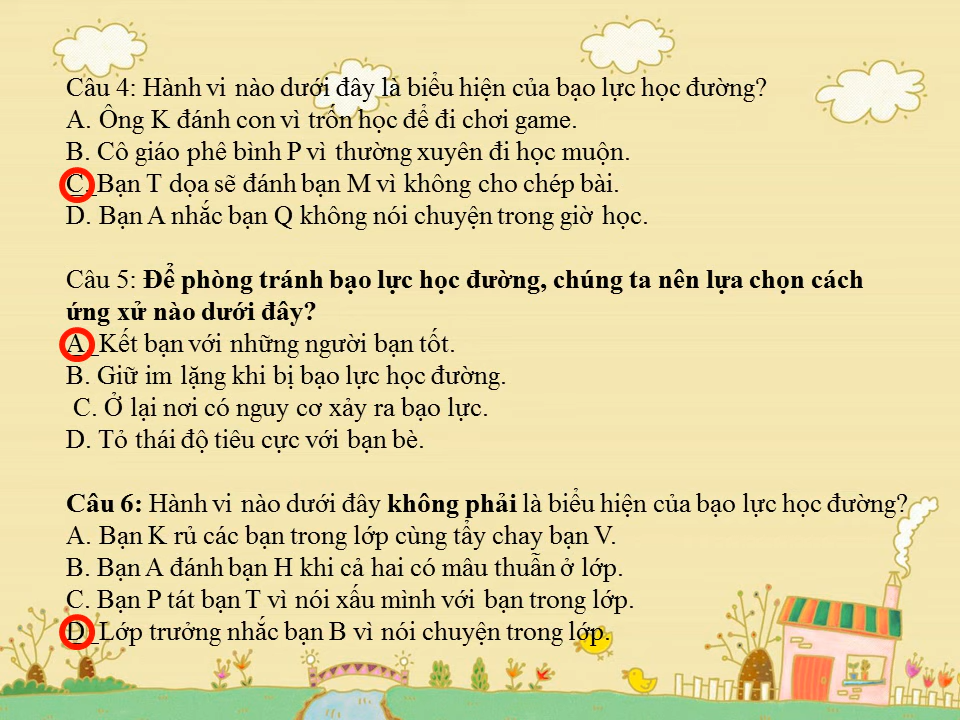 Câu 4: Hành vi nào dưới đây là biểu hiện của bạo lực học đường?
A. Ông K đánh con vì trốn học để đi chơi game.
B. Cô giáo phê bình P vì thường xuyên đi học muộn.
C. Bạn T dọa sẽ đánh bạn M vì không cho chép bài.
D. Bạn A nhắc bạn Q không nói chuyện trong giờ học.
Câu 5: Để phòng tránh bạo lực học đường, chúng ta nên lựa chọn cách
ứng xử nào dưới đây?
A. Kết bạn với những người bạn tốt.
B. Giữ im lặng khi bị bạo lực học đường.
C. Ở lại nơi có nguy cơ xảy ra bạo lực.
D. Tỏ thái độ tiêu cực với bạn bè.
Câu 6: Hành vi nào dưới đây không phải là biểu hiện của bạo lực học đường?
A. Bạn K rủ các bạn trong lớp cùng tẩy chay bạn V.
B. Bạn A đánh bạn H khi cả hai có mâu thuẫn ở lớp.
C. Bạn P tát bạn T vì nói xấu mình với bạn trong lớp.
D. Lớp trưởng nhắc bạn B vì nói chuyện trong lớp.